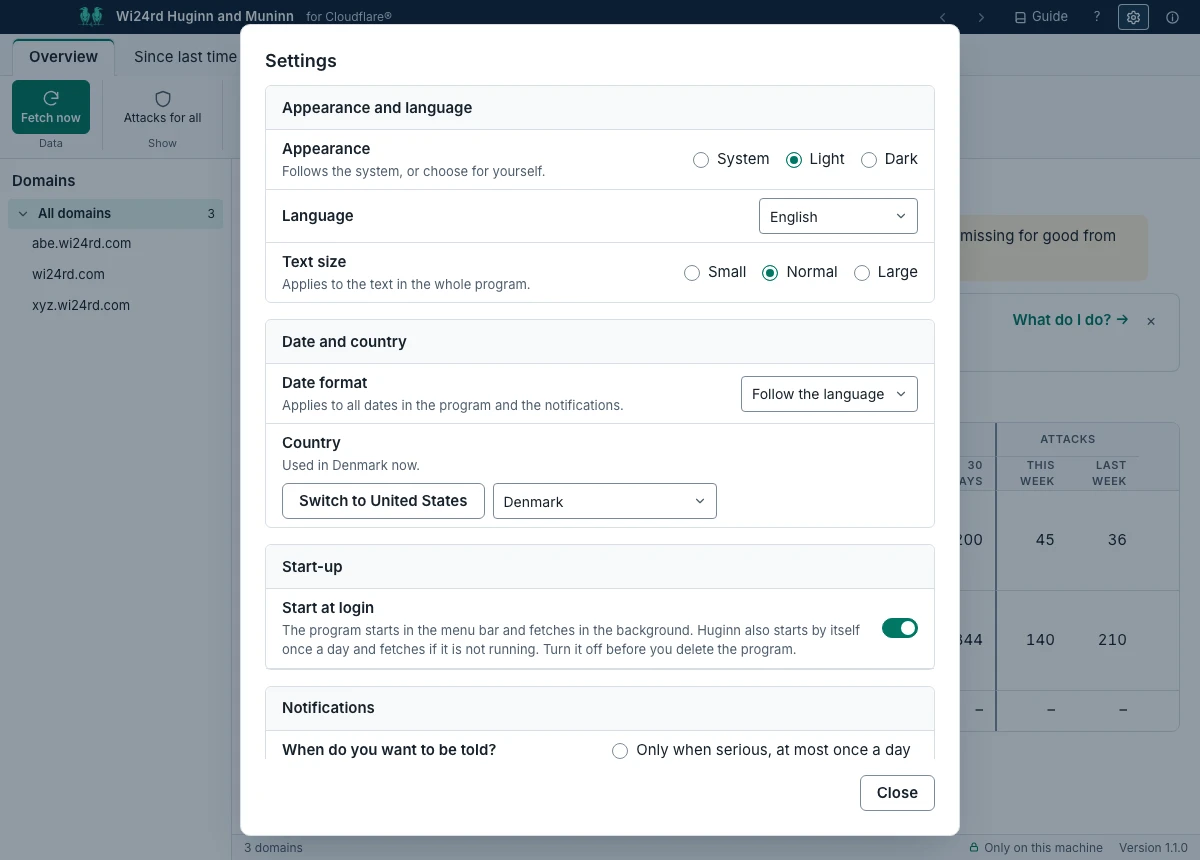 Wi24rd Huginn and Muninn for Cloudflare®
Guide ?
Overview Since last time
Fetch now
Attacks for all
Data
Show
Domains
All domains 3
abe.wi24rd.com
wi24rd.com
xyz.wi24rd.com
Settings
Appearance and language
Appearance
Follows the system, or choose for yourself.
System Light Dark
Language
English
Text size
Applies to the text in the whole program.
Small Normal Large
Date and country
Date format
Applies to all dates in the program and the notifications.
Follow the language
Country
Used in Denmark now.
Switch to United States
Denmark
Start-up
Start at login
The program starts in the menu bar and fetches in the background. Huginn also starts by itself
once a day and fetches if it is not running. Turn it off before you delete the program.
Notifications
When do you want to be told?
Only when serious, at most once a day
Close
missing for good from
What do I do? → ×
ATTACKS
30 THIS LAST
WEEK WEEK
45 36
140 210
– – –
3 domains
Only on this machine Version 1.1.0